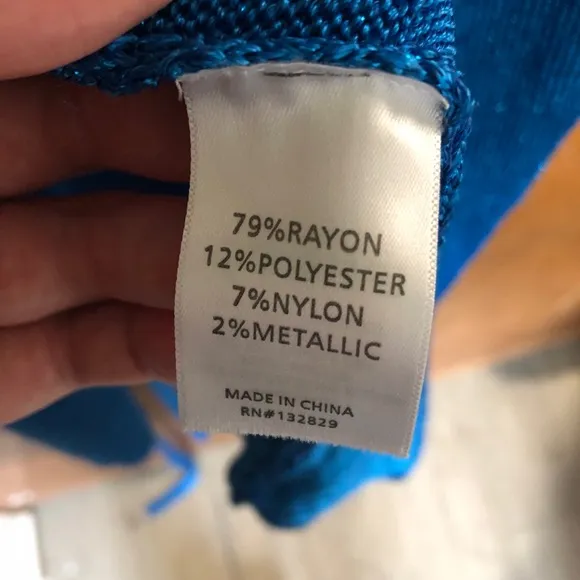 79%RAYON
12%POLYESTER
7%NYLON
2%METALLIC
MADE IN CHINA
RN#132829